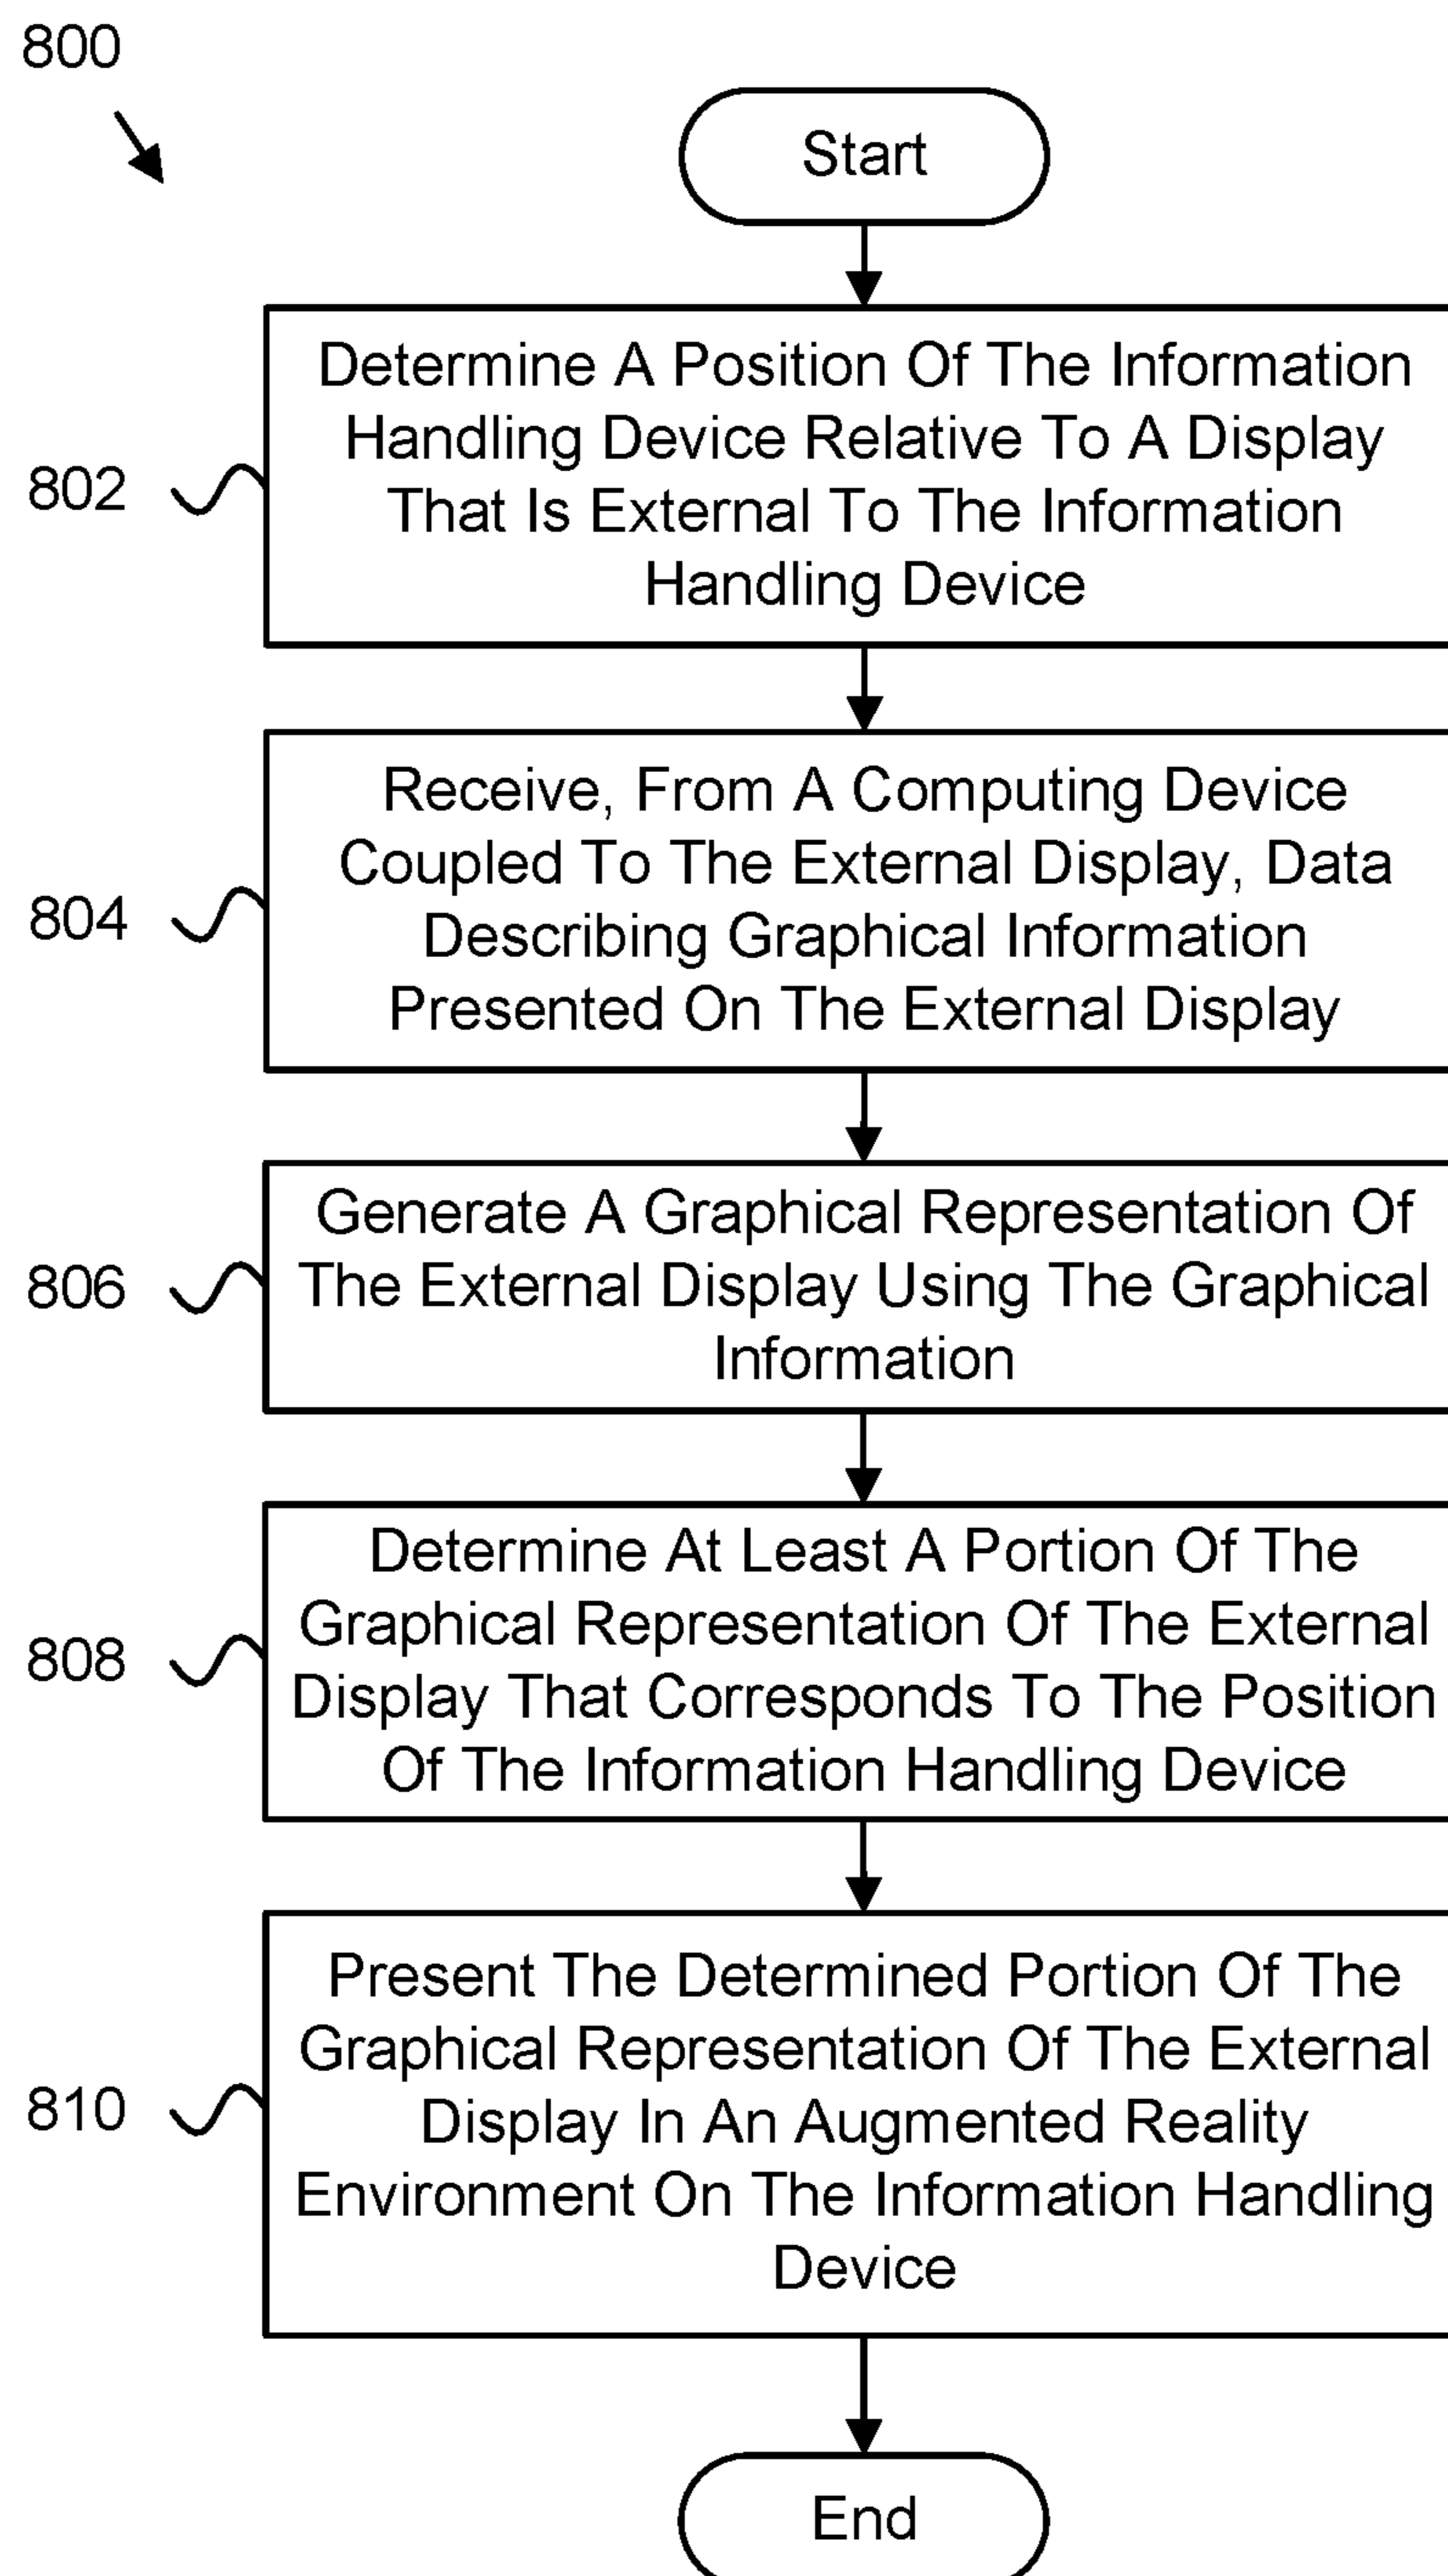 800
Start
802
Determine A Position Of The Information
Handling Device Relative To A Display
That Is External To The Information
Handling Device
804
Receive, From A Computing Device
Coupled To The External Display, Data
Describing Graphical Information
Presented On The External Display
806
Generate A Graphical Representation Of
The External Display Using The Graphical
Information
808
Determine At Least A Portion Of The
Graphical Representation Of The External
Display That Corresponds To The Position
Of The Information Handling Device
810
Present The Determined Portion Of The
Graphical Representation Of The External
Display In An Augmented Reality
Environment On The Information Handling
Device
End